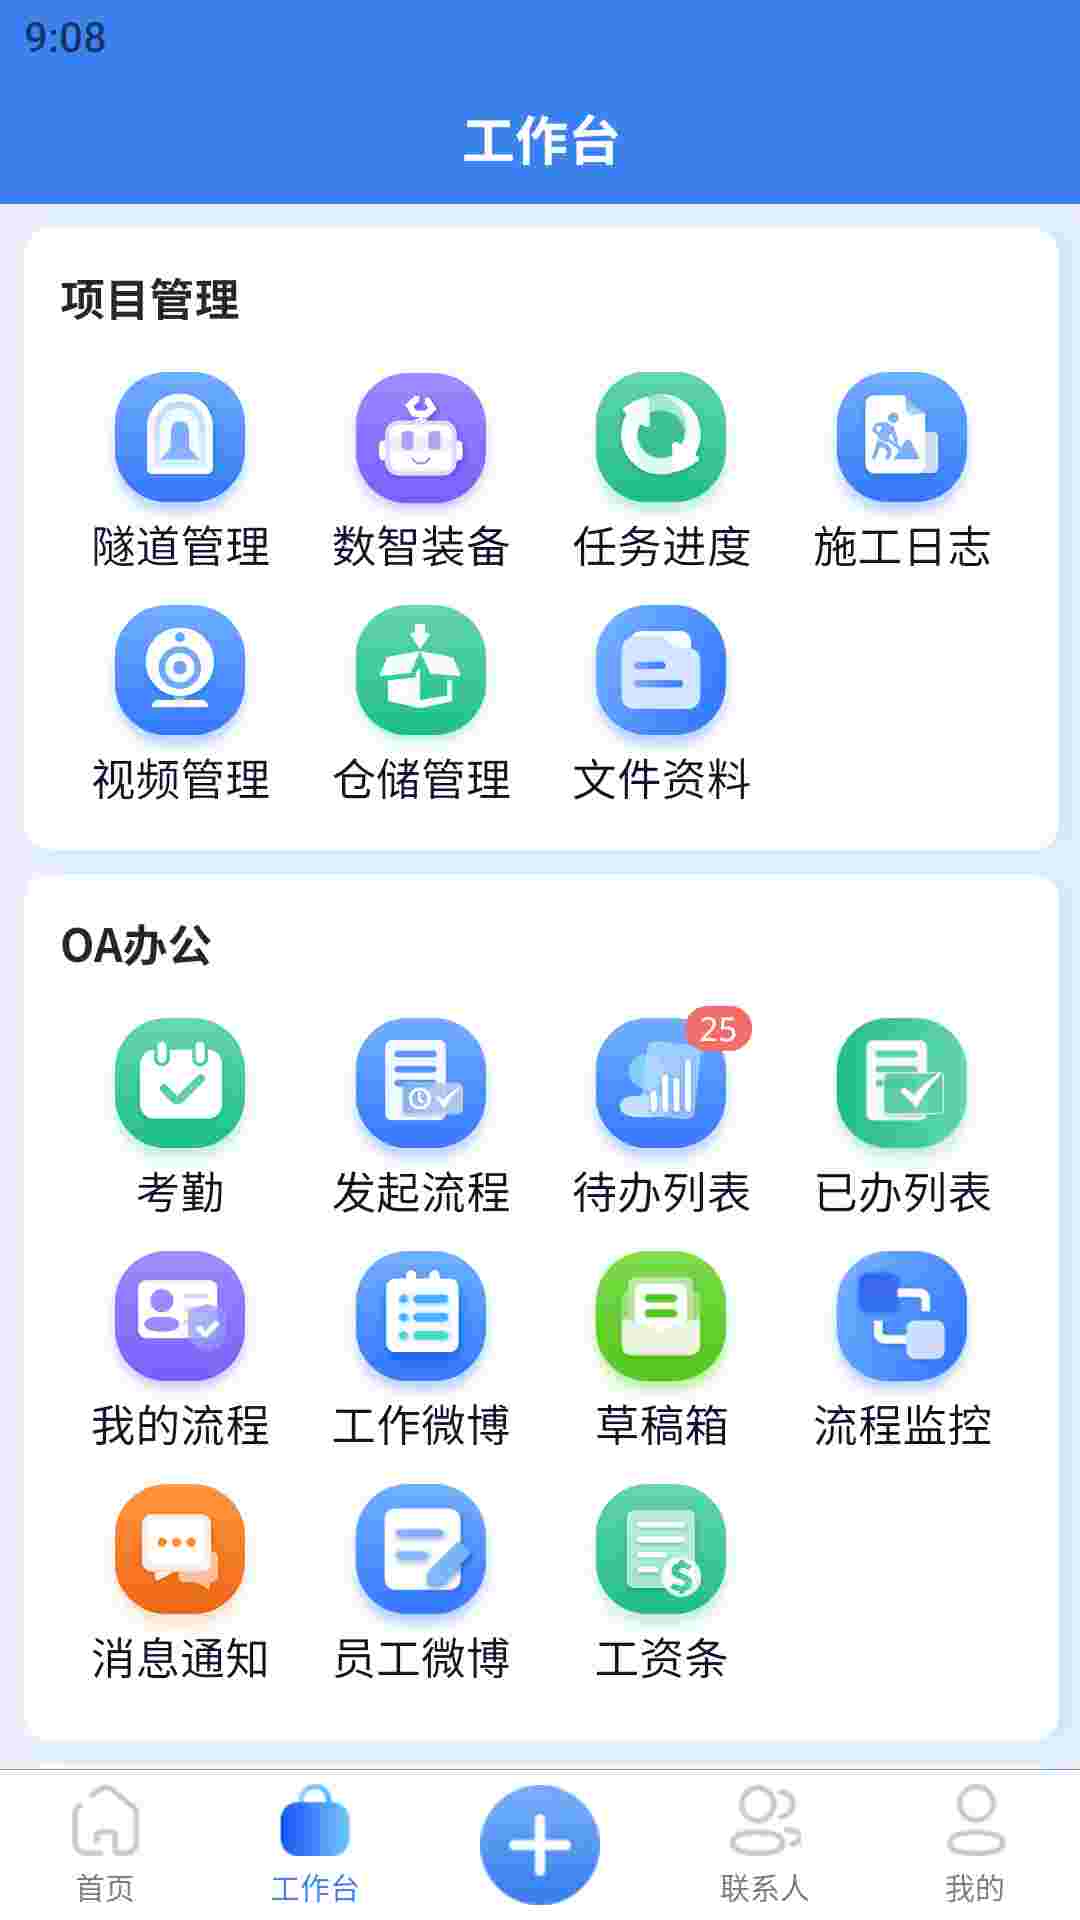 9:08
工作台
项目管理
隧道管理 数智装备 任务进度 施工日志
视频管理 仓储管理 文件资料
OA办公
25
考勤 发起流程 待办列表 已办列表
我的流程 工作微博 草稿箱 流程监控
消息通知 员工微博 工资条
首页 工作台 联系人 我的